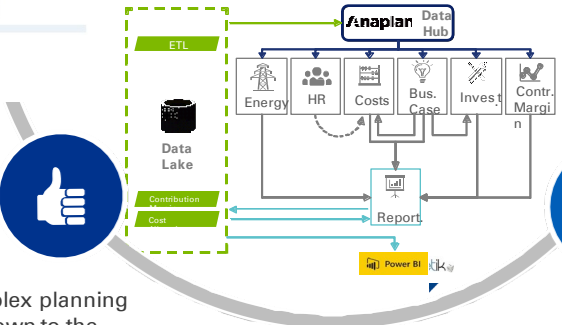 Anaplan Data
Hub
ETL
Energy
HR
Costs
Bus.
Case
Invest.
Contr.
Margi
n
Data
Lake
Contribution
Cost
Report.
Power BI
plex planning